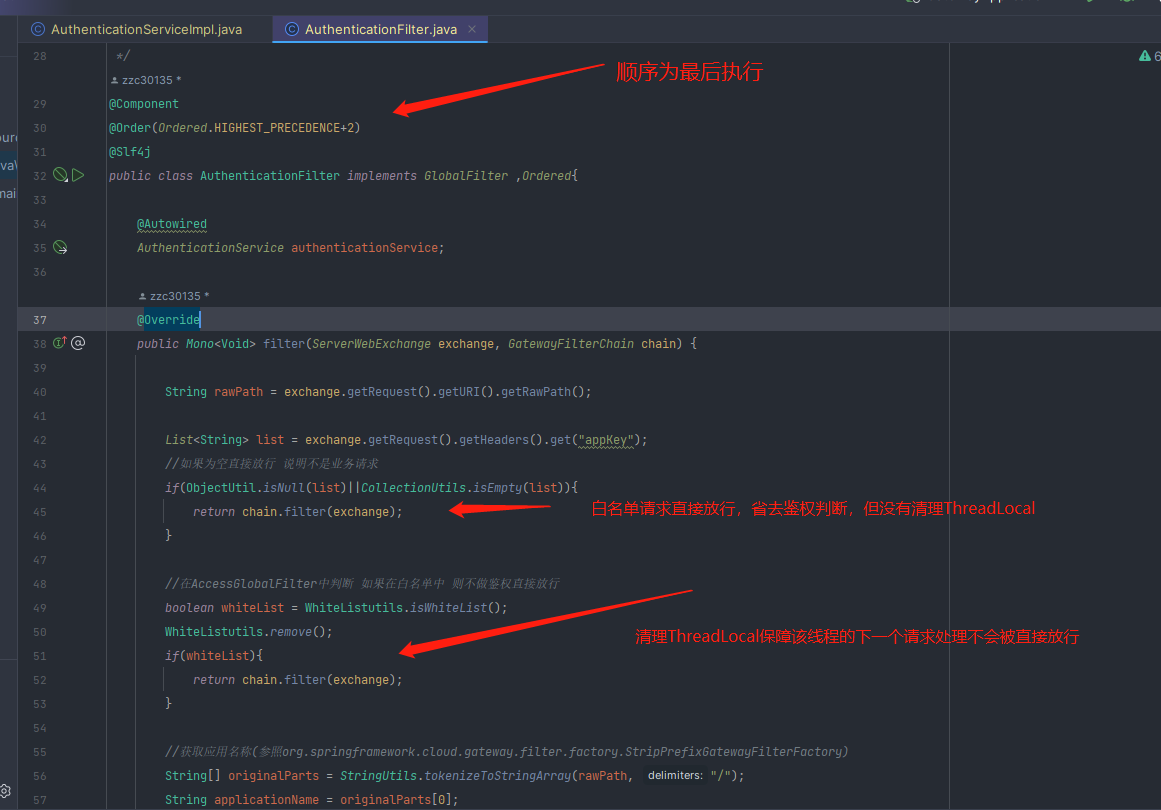 AuthenticationServiceImpl.java AuthenticationFilter.java
28 */
zzc30135 *
顺序为最后执行
29 @Component
30 @Order(Ordered.HIGHEST_PRECEDENCE+2)
31 @Slf4j
32 public class AuthenticationFilter implements GlobalFilter ,Ordered{
33
34 @Autowired
35 AuthenticationService authenticationService;
36
zzc30135 *
37 @Override
38 public Mono<Void> filter(ServerWebExchange exchange, GatewayFilterChain chain) {
39
40 String rawPath = exchange.getRequest().getURI().getRawPath();
41
42 List<String> list = exchange.getRequest().getHeaders().get("appKey");
43 //如果为空直接放行 说明不是业务请求
44 if(ObjectUtil.isNull(list)||CollectionUtils.isEmpty(list)){
45 return chain.filter(exchange);
白名单请求直接放行，省去鉴权判断，但没有清理ThreadLocal
46 }
47
48 //在AccessGlobalFilter中判断 如果在白名单中 则不做鉴权直接放行
49 boolean whiteList = WhiteListutils.isWhiteList();
50 WhiteListutils.remove();
清理ThreadLocal保障该线程的下一个请求处理不会被直接放行
51 if(whiteList){
52 return chain.filter(exchange);
53 }
54
55 //获取应用名称(参照org.springframework.cloud.gateway.filter.factory.StripPrefixGatewayFilterFactory)
56 String[] originalParts = StringUtils.tokenizeToStringArray(rawPath, delimiters: "/");
57 String applicationName = originalParts[0];